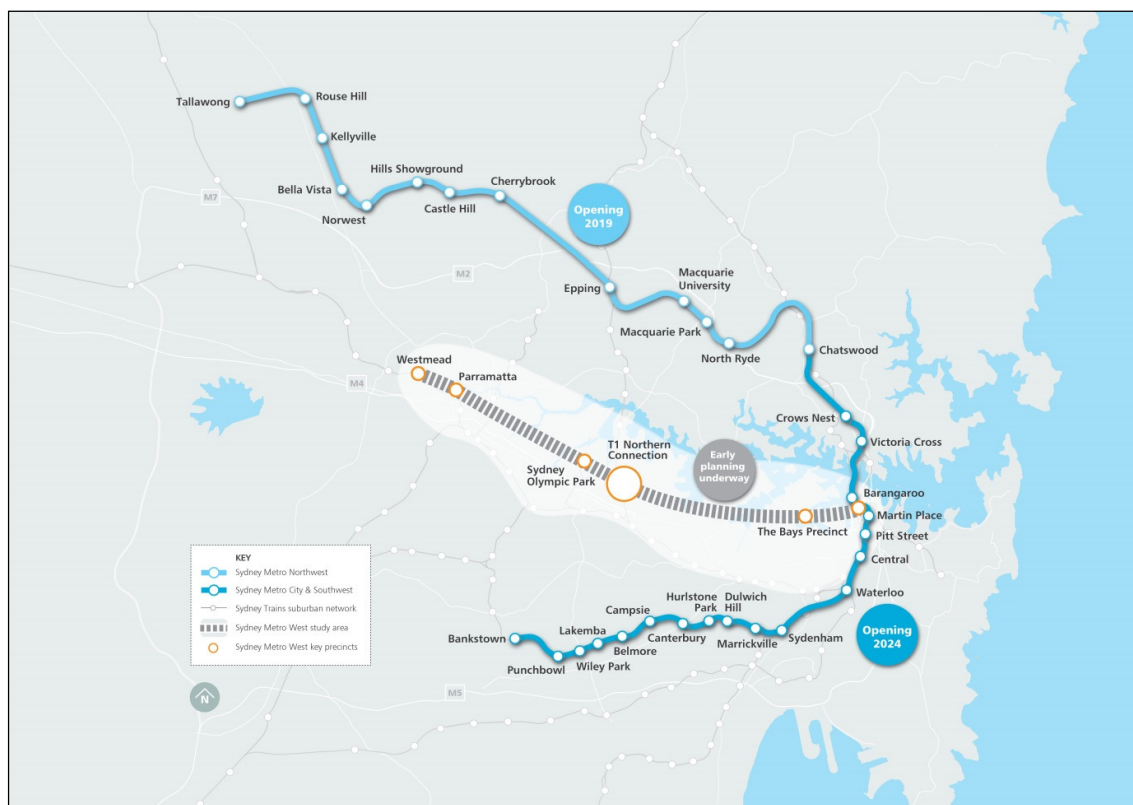 Tallawong
Rouse Hill
Kellyville
Hills Showground
Cherrybrook
Bella Vista
M7
Castle Hill
Norwest
Opening
2019
M2
Macquarie
University
Epping
Macquarie Park
North Ryde
Chatswood
Westmead
Parramatta
M4
Crows Nest
Victoria Cross
T1 Northern
Connection
Early
planning
underway
Sydney
Olympic Park
Barangaroo
Martin Place
The Bays Precinct
Pitt Street
Central
KEY
Sydney Metro Northwest
Sydney Metro City & Southwest
Sydney Trains suburban network
Sydney Metro West study area
Sydney Metro West key precincts
Waterloo
Hurlstone
Park
Dulwich
Hill
Campsie
Lakemba
Bankstown
Canterbury
Belmore
Marrickville
Sydenham
Wiley Park
Punchbowl
Opening
2024
M5
N